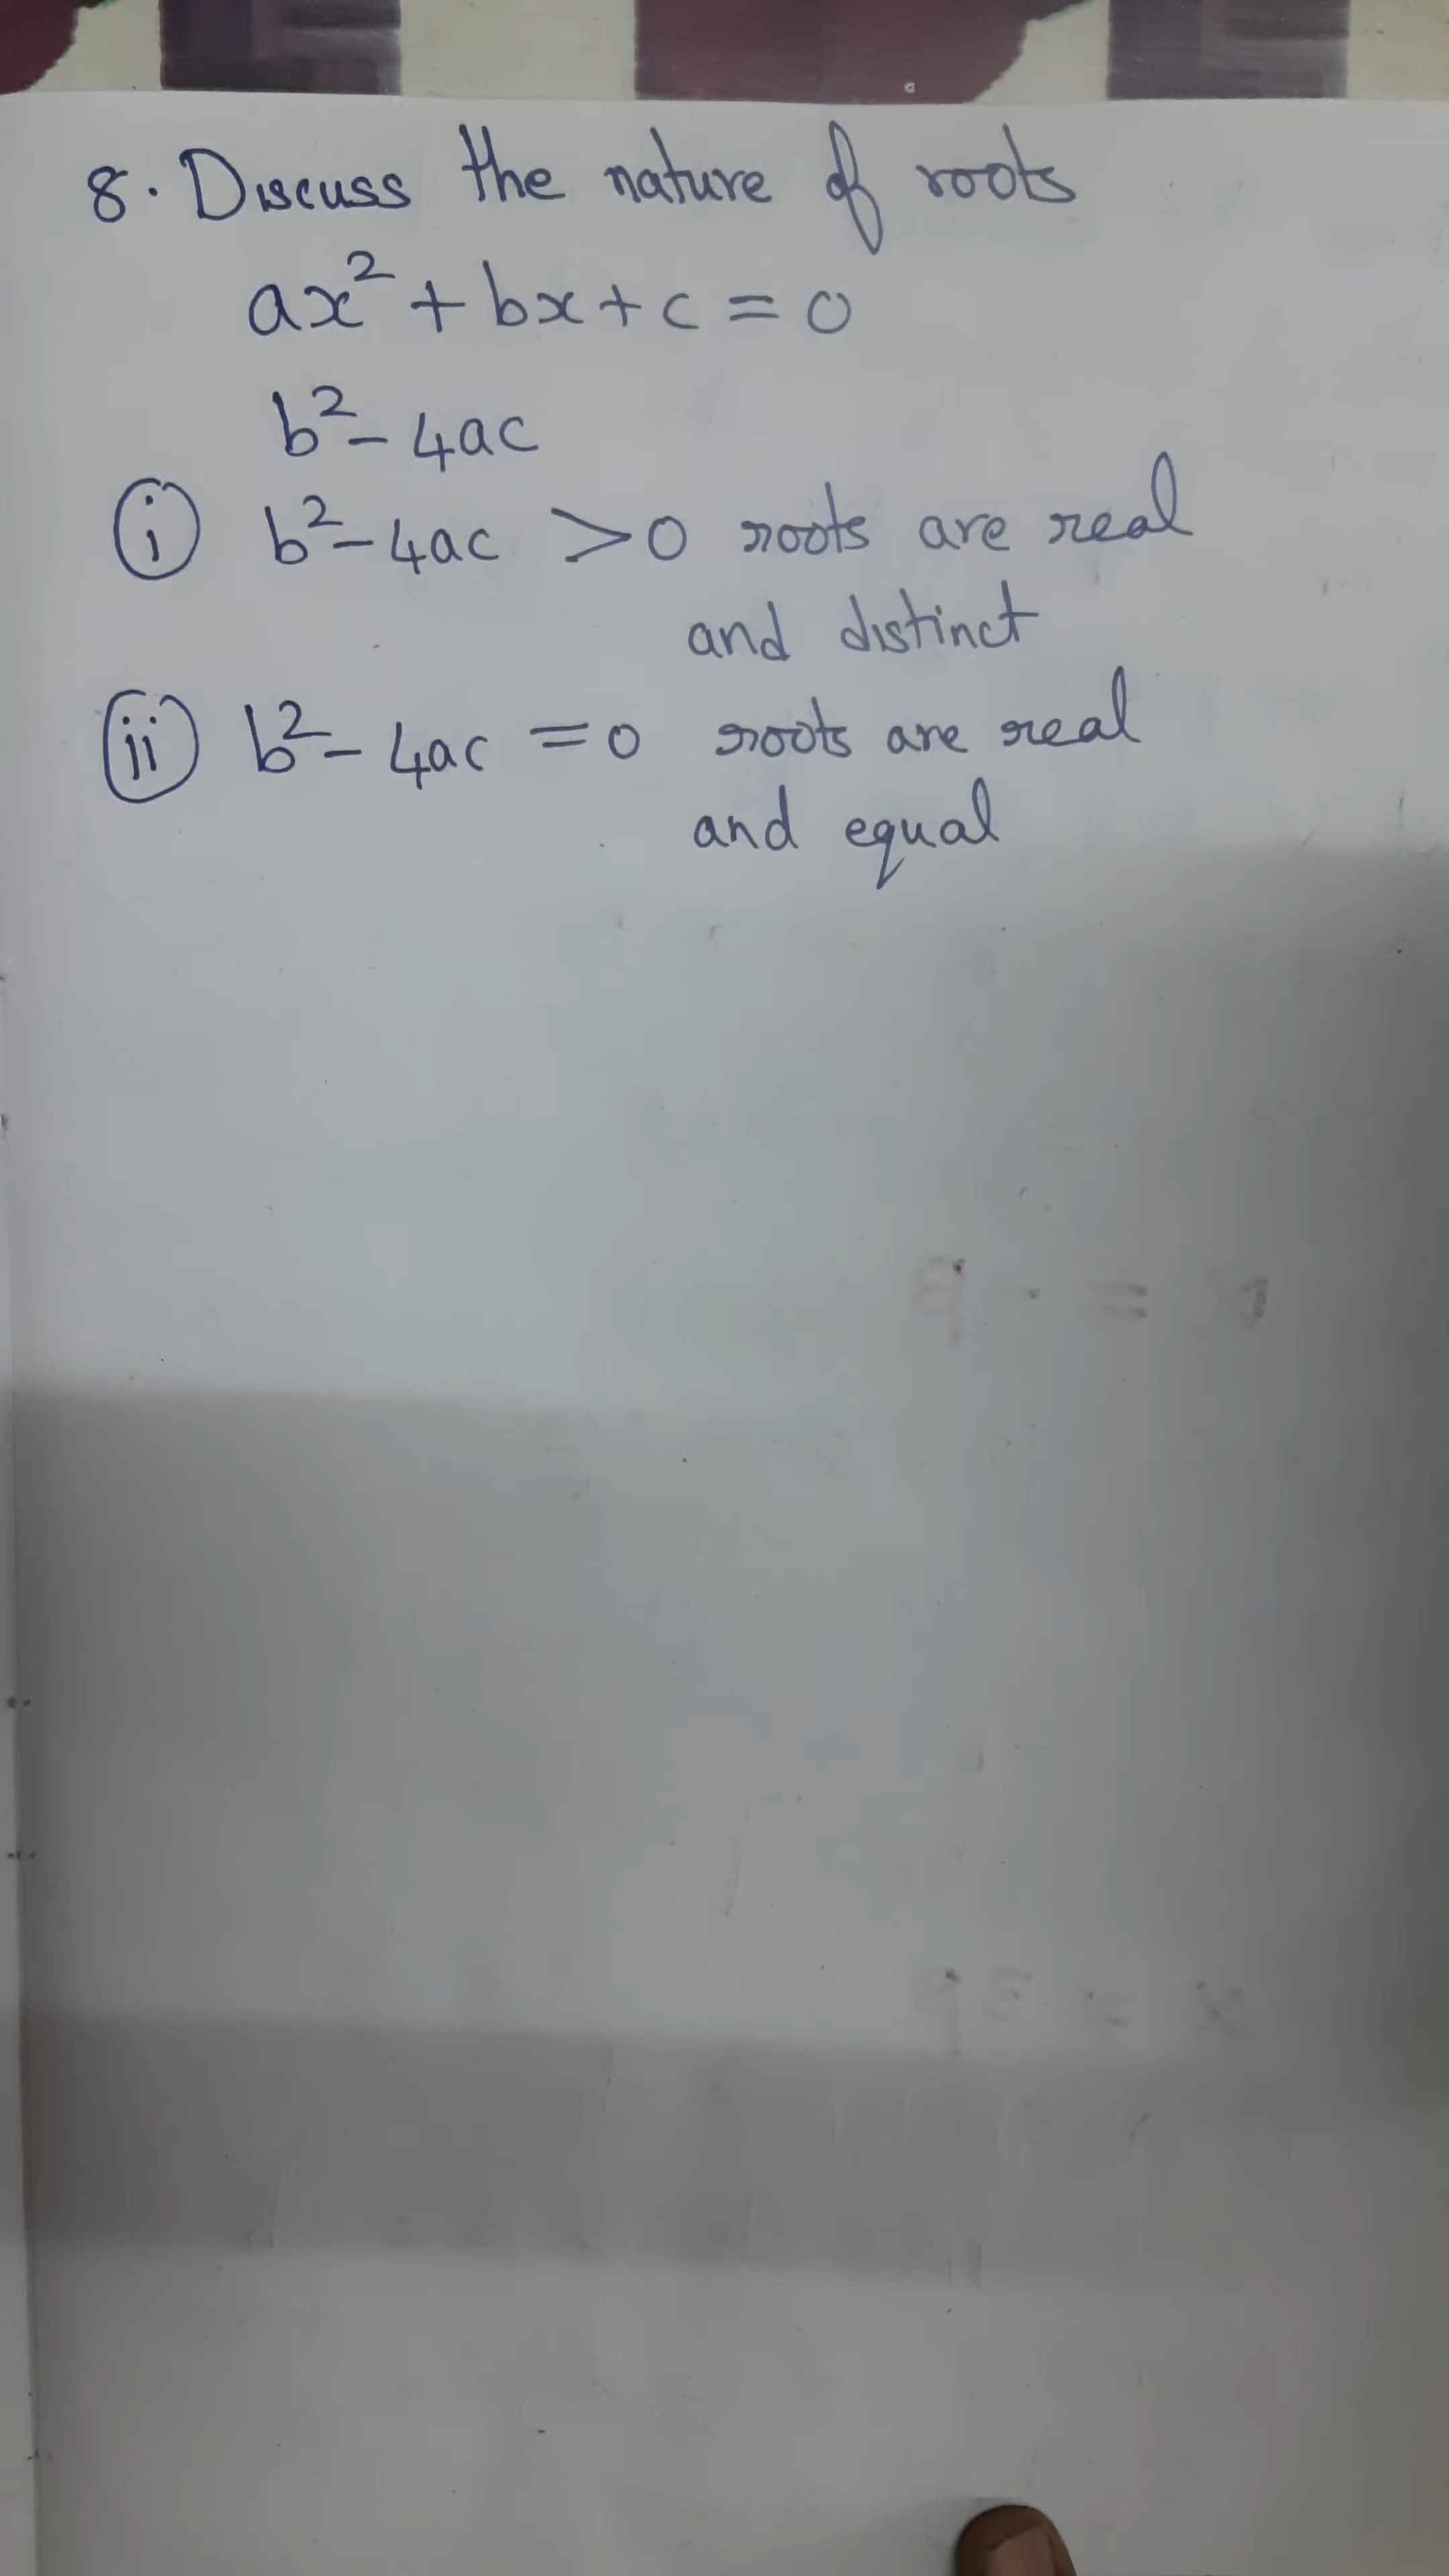 8. Discuss the nature of roots
ax² + bx + c = 0
b² - 4ac
(i) b² - 4ac > 0 roots are real
and distinct
(ii) b² - 4ac = 0 roots are real
and equal